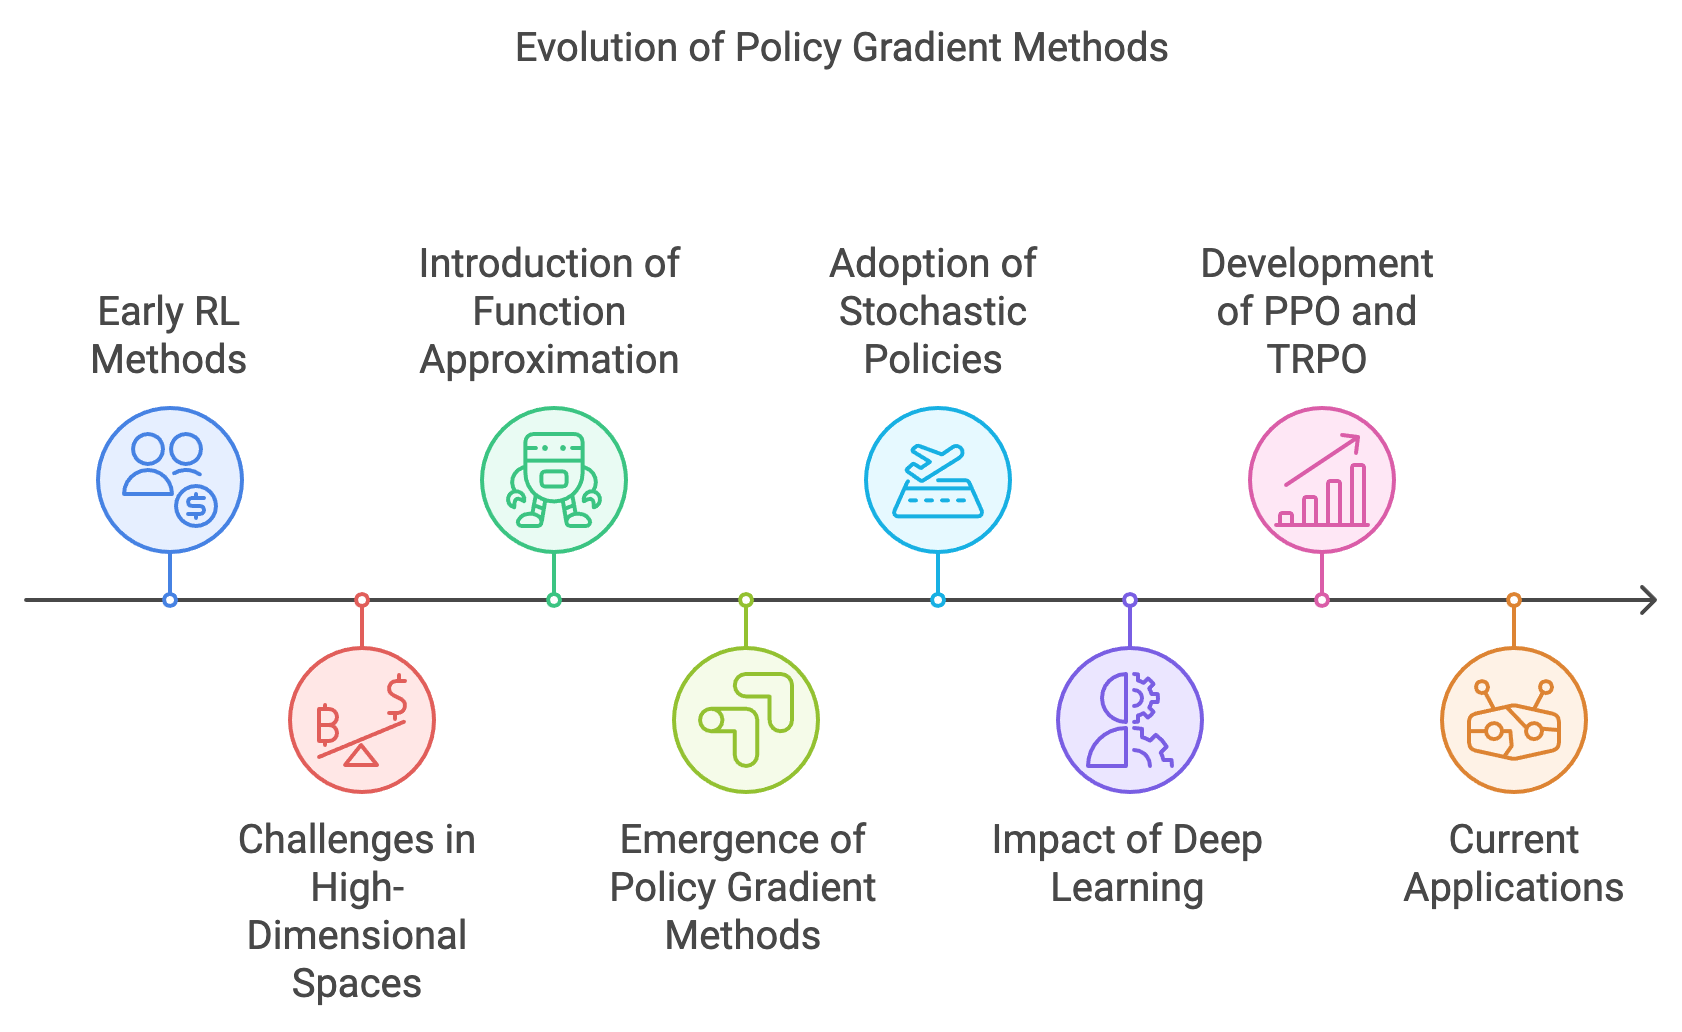 Evolution of Policy Gradient Methods
Early RL
Methods
Challenges in
High-
Dimensional
Spaces
Introduction of
Function
Approximation
Emergence of
Policy Gradient
Methods
Adoption of
Stochastic
Policies
Impact of Deep
Learning
Development
of PPO and
TRPO
Current
Applications